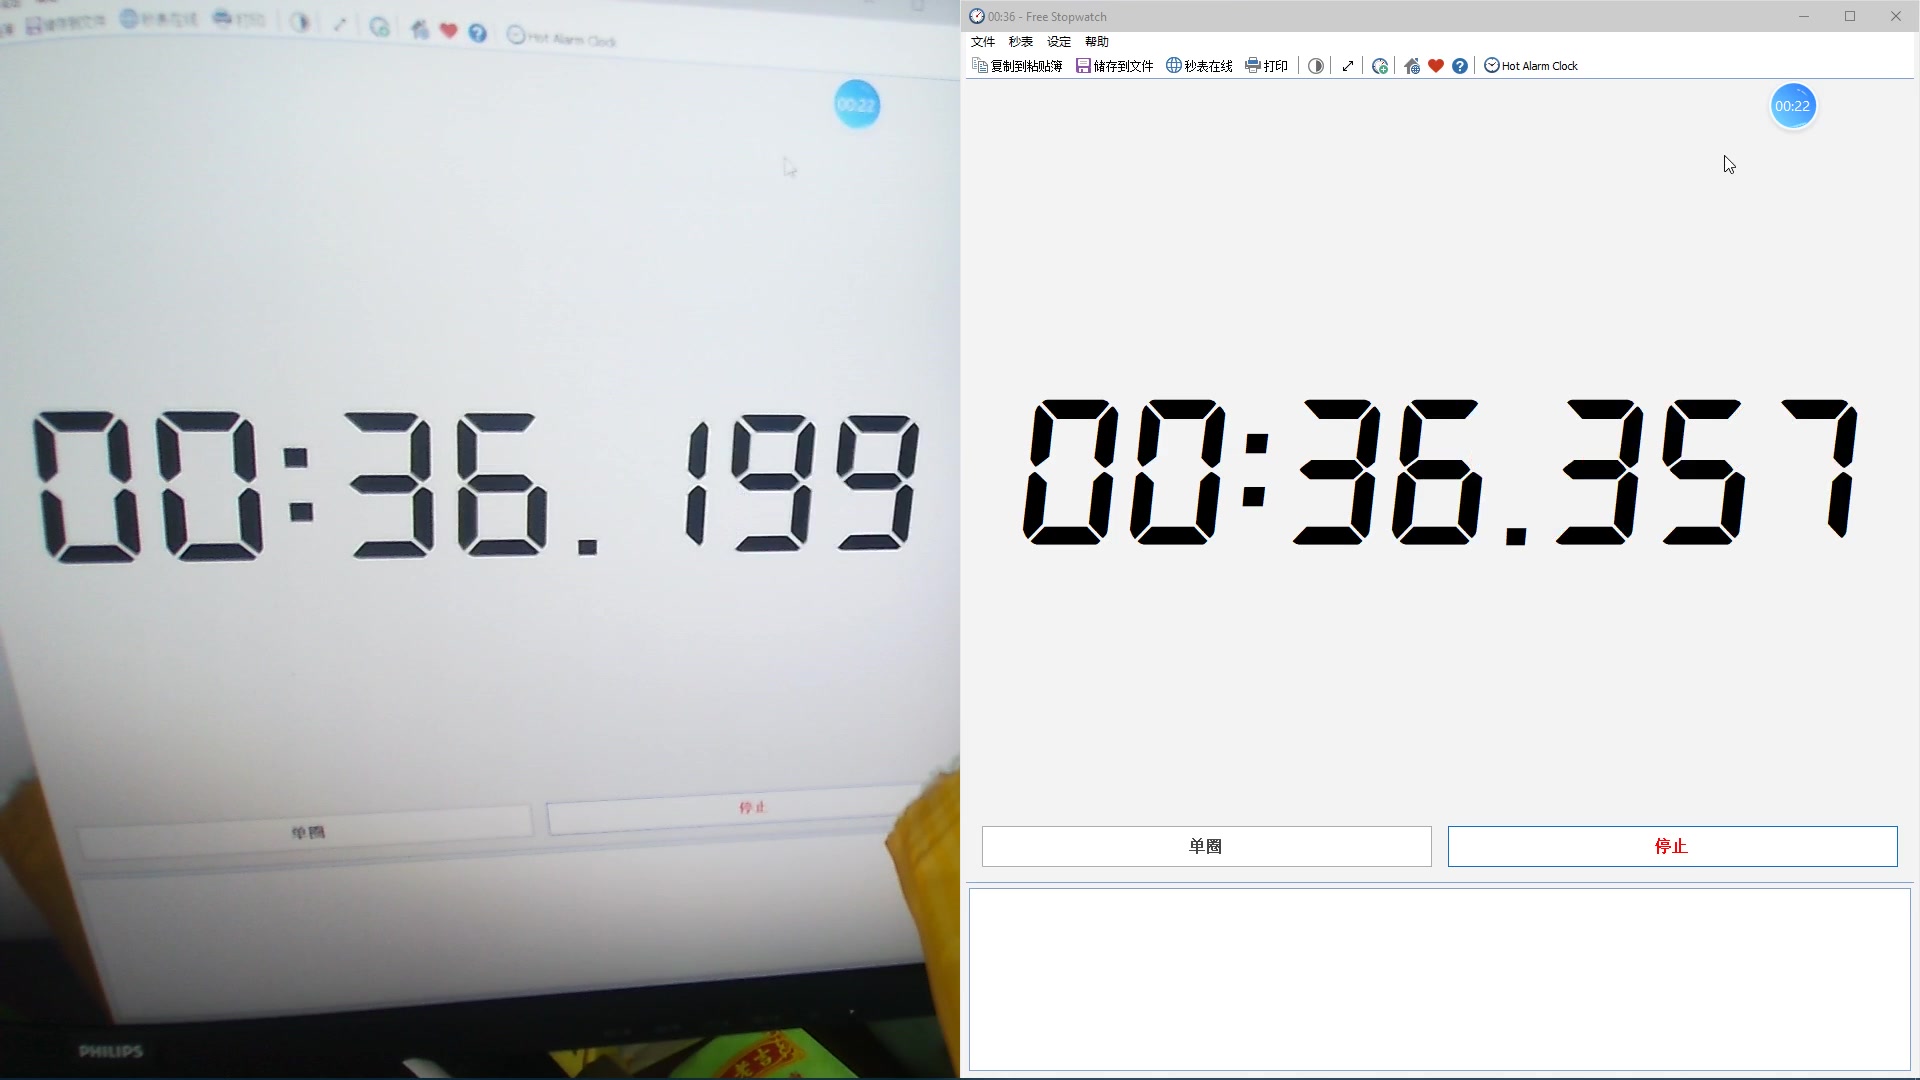 储存到文件 秒表在线 打印 Hot Alarm Clock
00:22
00:36.199
单圈 停止
PHILIPS
老吉
00:36 - Free Stopwatch
文件 秒表 设定 帮助
复制到粘贴簿 储存到文件 秒表在线 打印 Hot Alarm Clock
00:22
00:36.357
单圈 停止